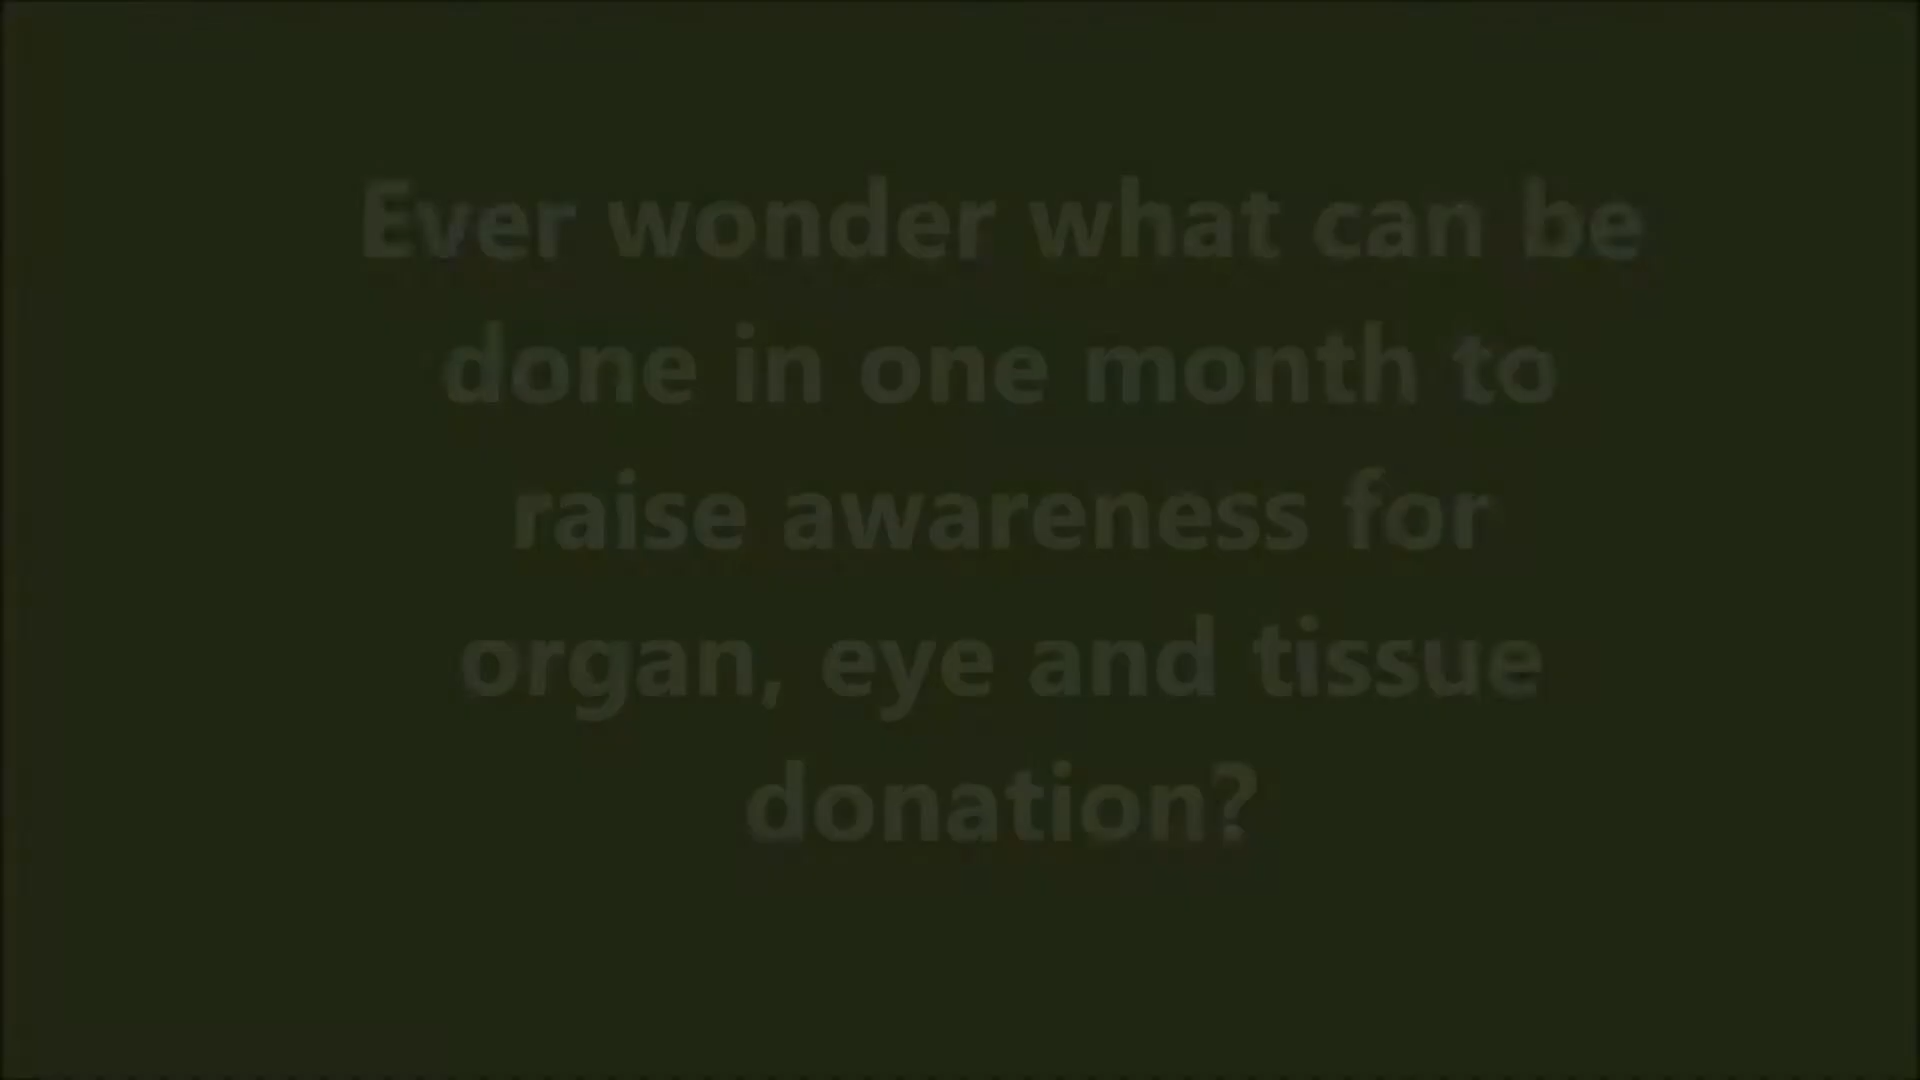 Ever wonder what can be
done in one month to
raise awareness for
organ, eye and tissue
donation?